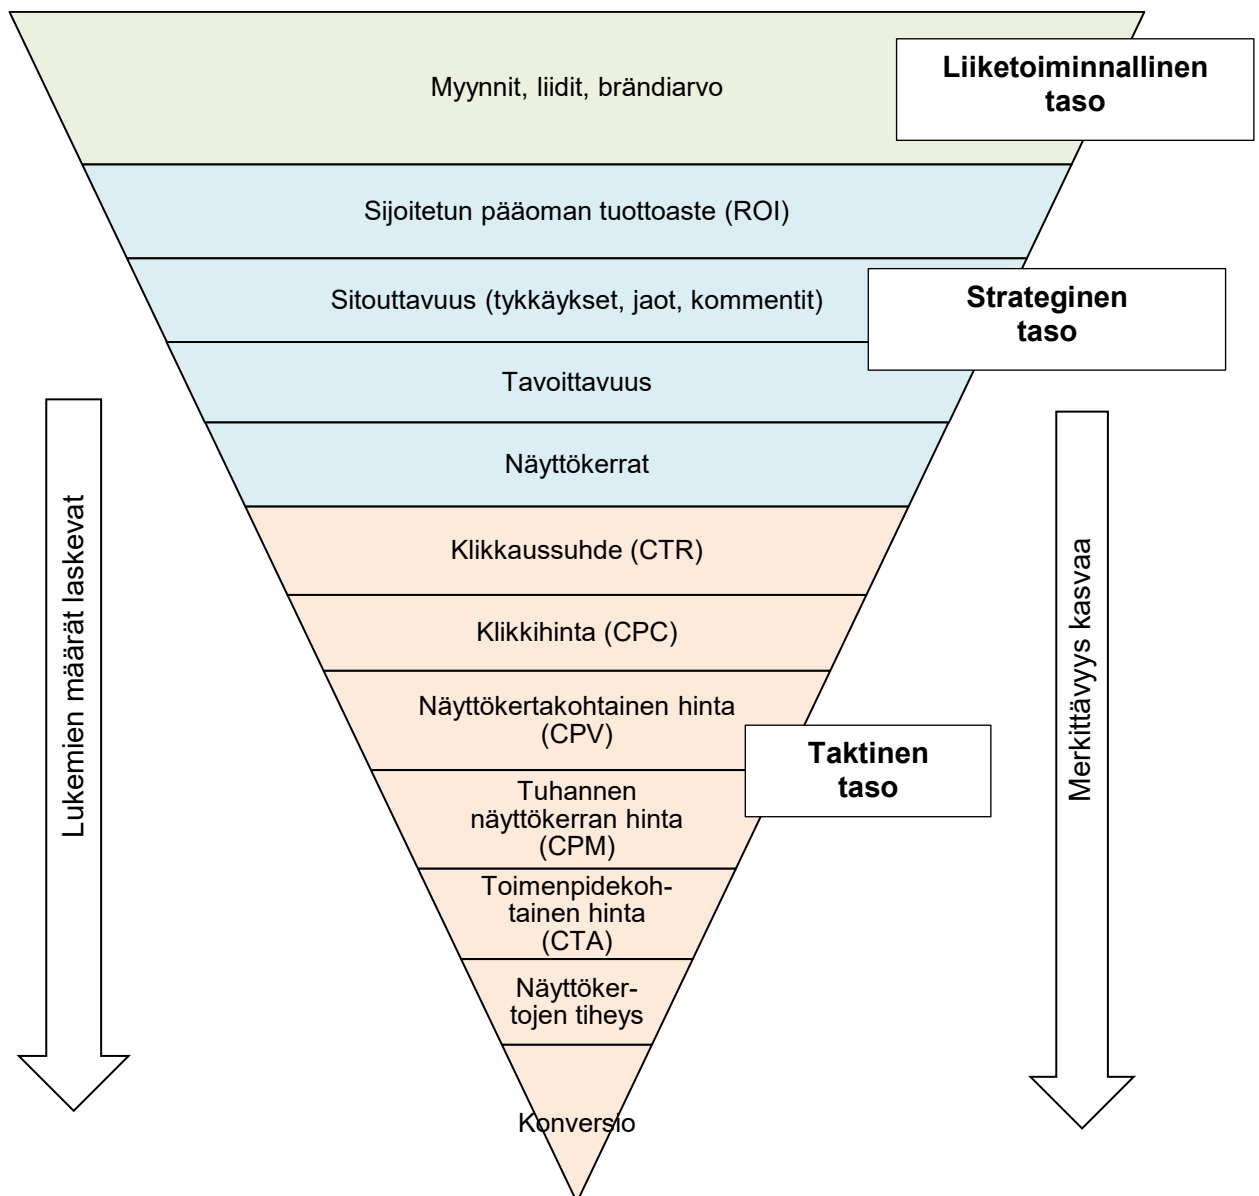 Myynnit, liidit, brändiarvo
Liiketoiminnallinen
taso
Sijoitetun pääoman tuottoaste (ROI)
Sitouttavuus (tykkäykset, jaot, kommentit)
Strateginen
taso
Tavoittavuus
Näyttökerrat
Klikkaussuhde (CTR)
Klikkihinta (CPC)
Näyttökertakohtainen hinta
(CPV)
Taktinen
taso
Tuhannen
näyttökerran hinta
(CPM)
Toimenpidekoh-
tainen hinta
(CTA)
Näyttöker-
tojen tiheys
Konversio
Lukemien määrät laskevat
Merkittävyys kasvaa